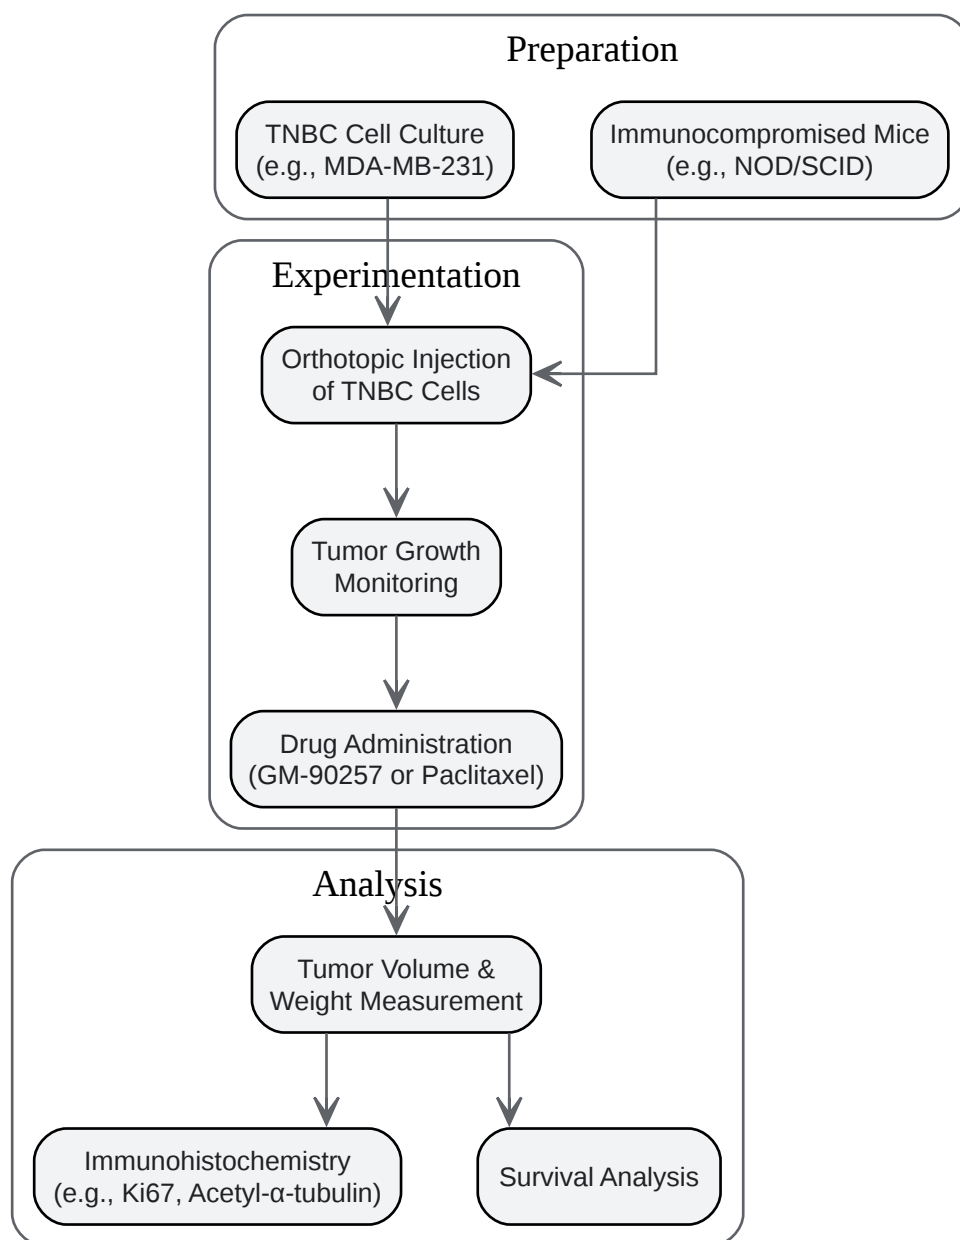 Preparation
TNBC Cell Culture
(e.g., MDA-MB-231)
Immunocompromised Mice
(e.g., NOD/SCID)
Experimentation
Orthotopic Injection
of TNBC Cells
Tumor Growth
Monitoring
Drug Administration
(GM-90257 or Paclitaxel)
Analysis
Tumor Volume &
Weight Measurement
Immunohistochemistry
(e.g., Ki67, Acetyl-α-tubulin)
Survival Analysis